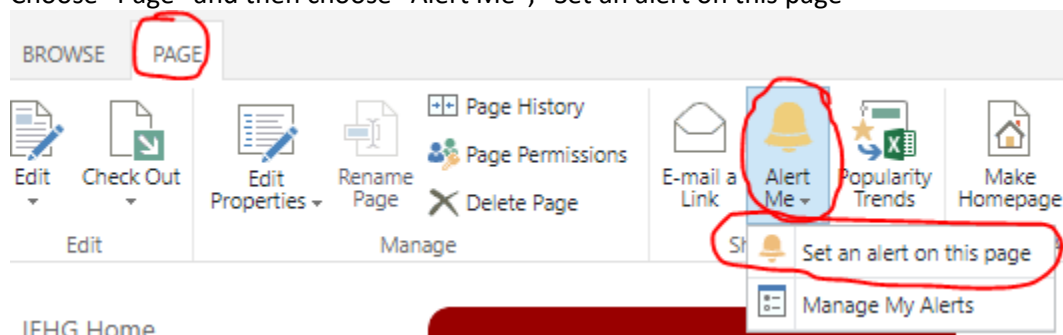 Choose "Page" and then choose "Alert Me", "Set an alert on this page"
BROWSE PAGE
Page History
Page Permissions
Delete Page
Edit
Check Out
Edit Properties
Rename Page
E-mail a Link
Alert Me
Popularity Trends
Make Homepage
Edit
Manage
Set an alert on this page
Manage My Alerts
IEHG Home